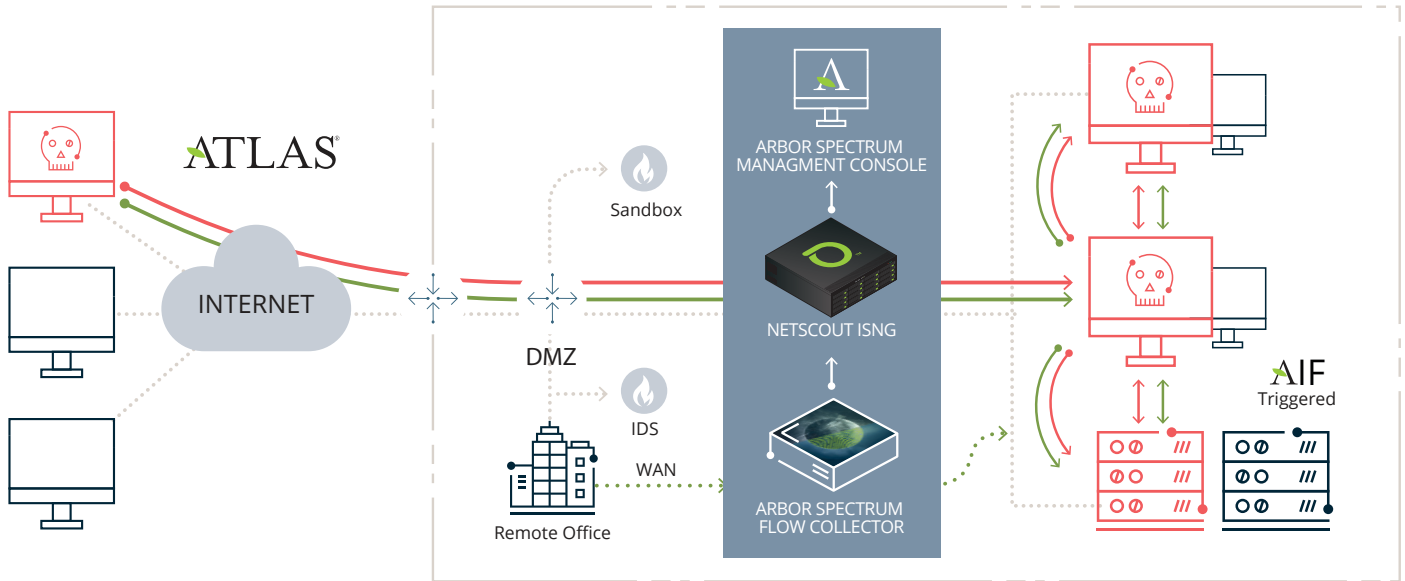 ATLAS®
INTERNET
DMZ
Sandbox
IDS
WAN
Remote Office
ARBOR SPECTRUM
MANAGMENT CONSOLE
NETSCOUT ISNG
ARBOR SPECTRUM
FLOW COLLECTOR
AIF
Triggered